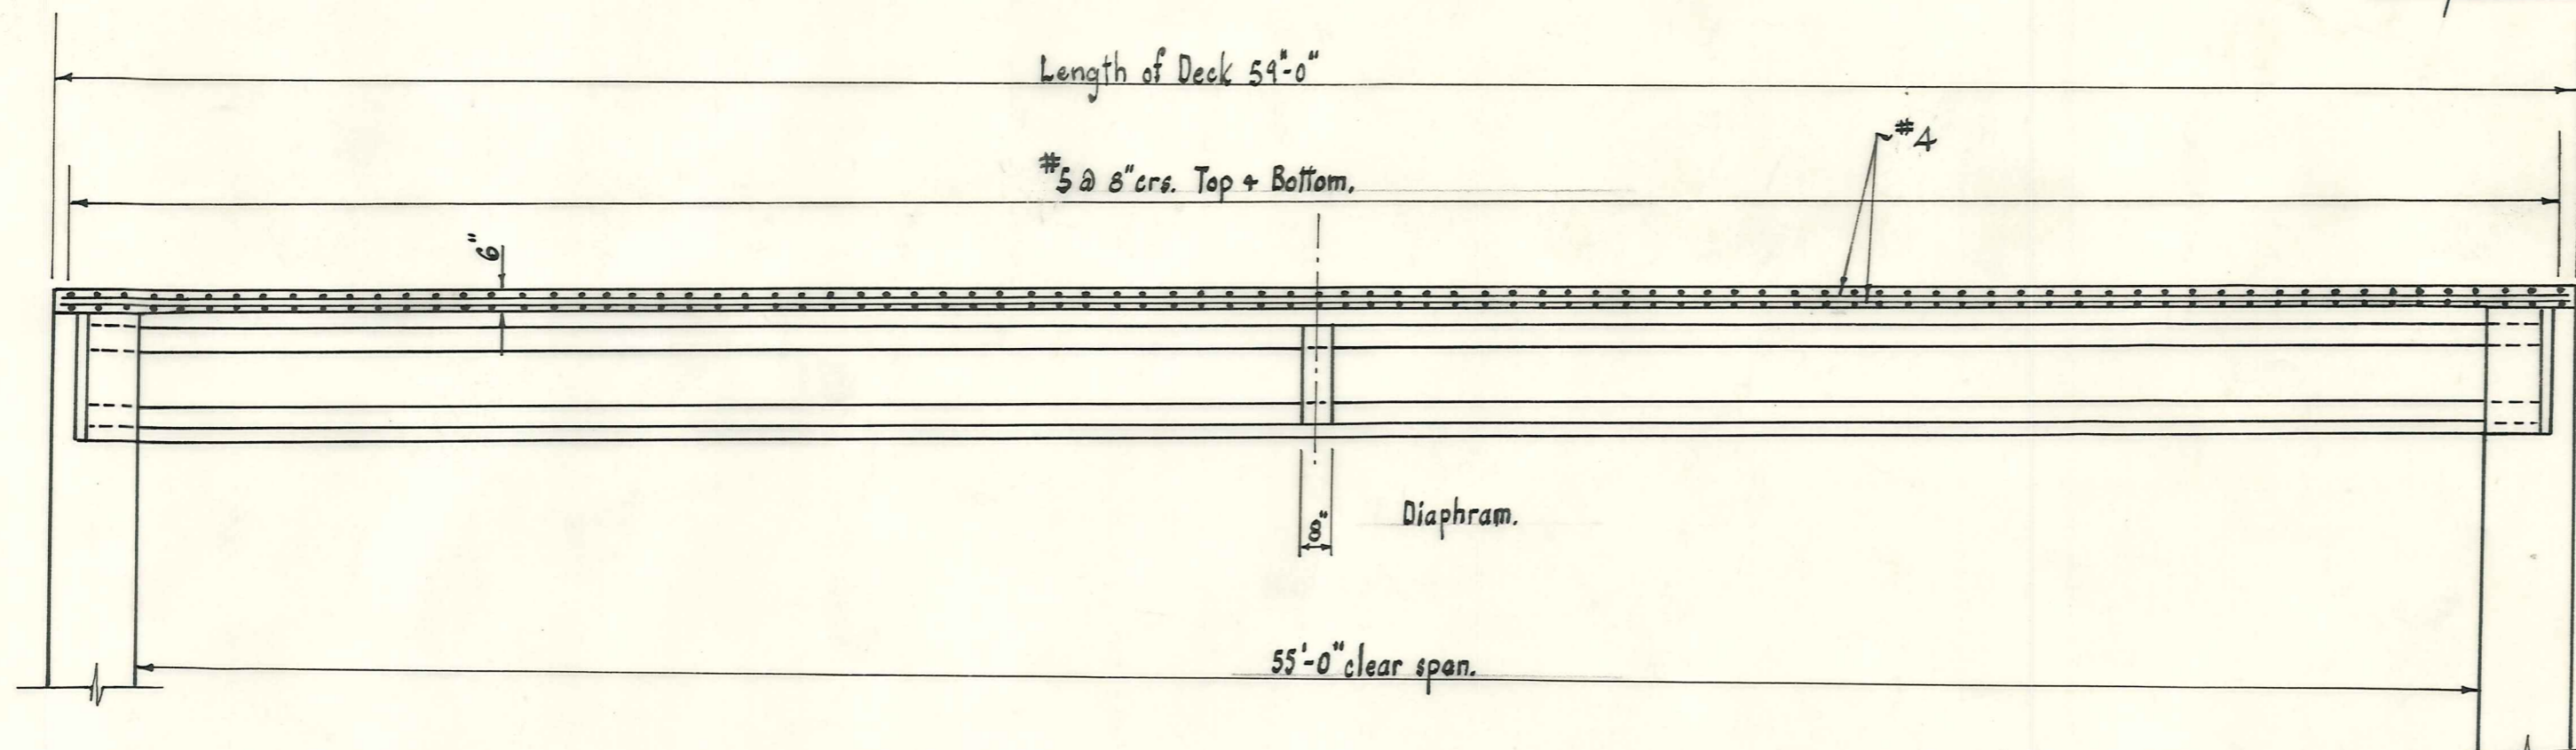 Length of Deck 59"-0"
#5 @ 8" crs. Top & Bottom.
#4
6"
8"
Diaphram.
55'-0" clear span.